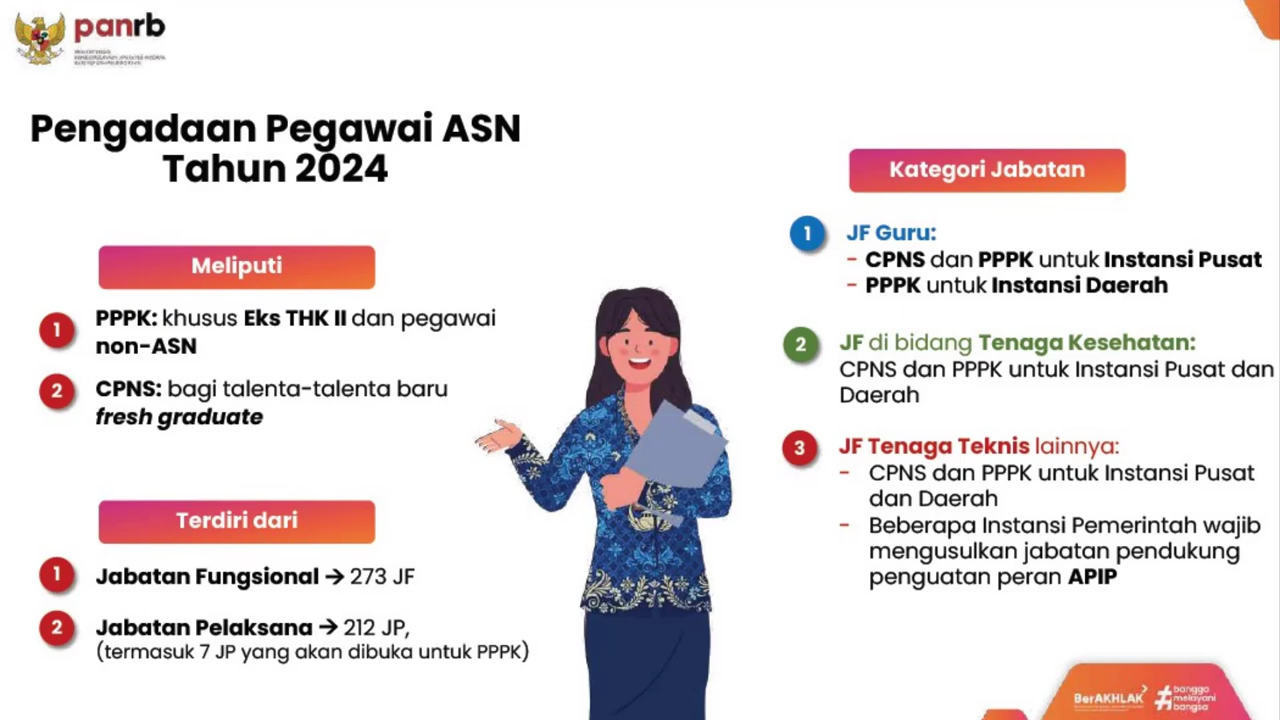 panrb
Pengadaan Pegawai ASN
Tahun 2024
Meliputi
1
PPPK: khusus Eks THK II dan pegawai
non-ASN
2
CPNS: bagi talenta-talenta baru
fresh graduate
Terdiri dari
1
Jabatan Fungsional → 273 JF
2
Jabatan Pelaksana → 212 JP,
(termasuk 7 JP yang akan dibuka untuk PPPK)
Kategori Jabatan
1
JF Guru:
- CPNS dan PPPK untuk Instansi Pusat
- PPPK untuk Instansi Daerah
2
JF di bidang Tenaga Kesehatan:
CPNS dan PPPK untuk Instansi Pusat dan
Daerah
3
JF Tenaga Teknis lainnya:
- CPNS dan PPPK untuk Instansi Pusat
dan Daerah
- Beberapa Instansi Pemerintah wajib
mengusulkan jabatan pendukung
penguatan peran APIP
BerAKHLAK
# bangga
melayani
bangsa